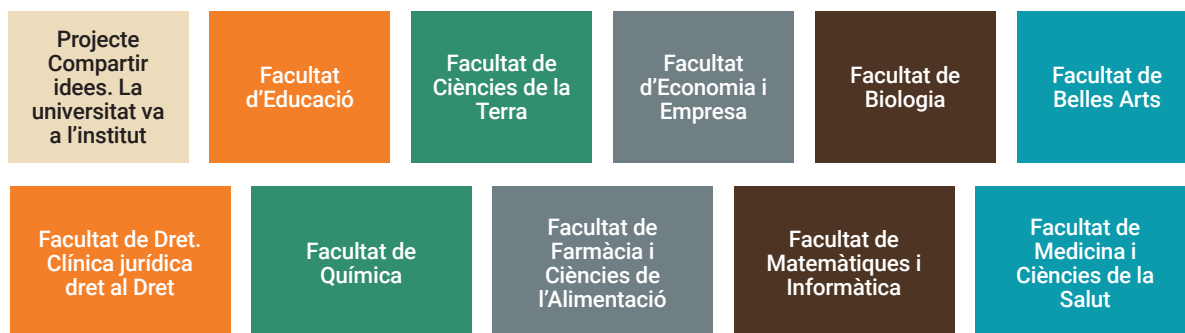 Projecte
Compartir
idees. La
universitat va
a l’institut
Facultat
d’Educació
Facultat de
Ciències de la
Terra
Facultat
d’Economia i
Empresa
Facultat de
Biologia
Facultat de
Belles Arts
Facultat de Dret.
Clínica jurídica
dret al Dret
Facultat de
Química
Facultat de
Farmàcia i
Ciències de
l’Alimentació
Facultat de
Matemàtiques i
Informàtica
Facultat de
Medicina i
Ciències de la
Salut